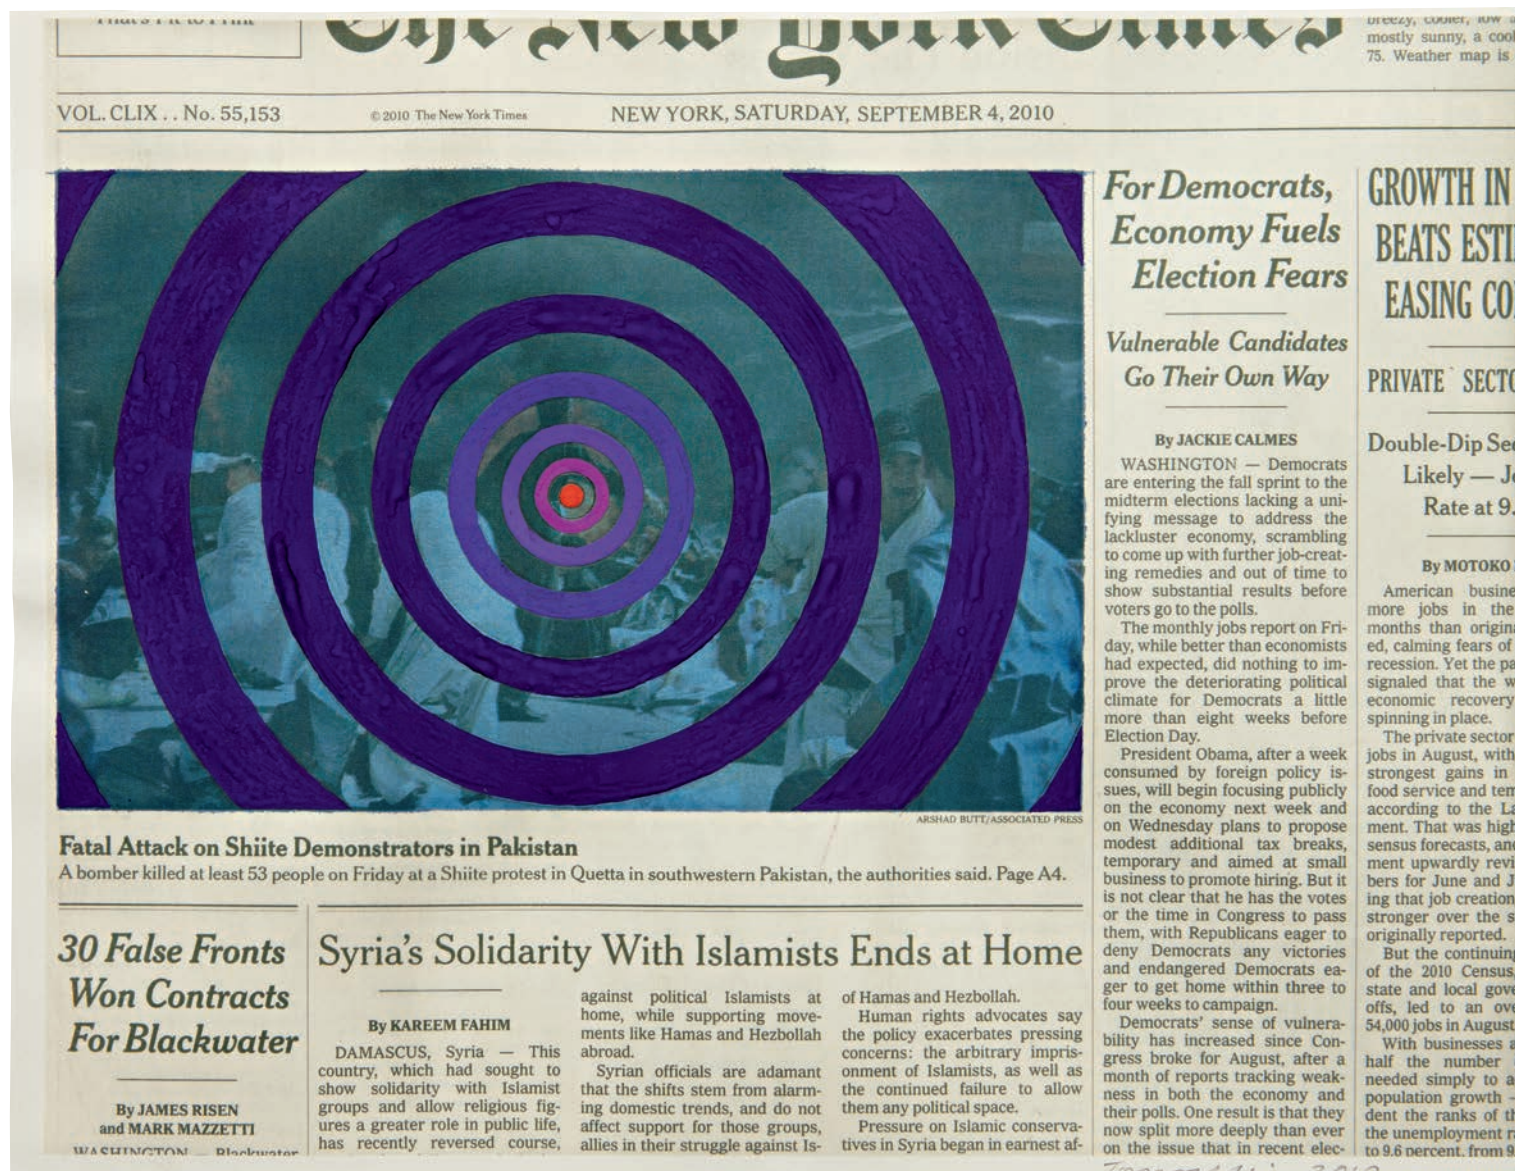 That's Fit to Print
The New York Times
breezy, cooler, low
mostly sunny, a cool
75. Weather map is
VOL. CLIX . . No. 55,153
© 2010 The New York Times
NEW YORK, SATURDAY, SEPTEMBER 4, 2010
ARSHAD BUTT/ASSOCIATED PRESS
Fatal Attack on Shiite Demonstrators in Pakistan
A bomber killed at least 53 people on Friday at a Shiite protest in Quetta in southwestern Pakistan, the authorities said. Page A4.
30 False Fronts
Won Contracts
For Blackwater
By JAMES RISEN
and MARK MAZZETTI
WASHINGTON — Blackwater
Syria's Solidarity With Islamists Ends at Home
By KAREEM FAHIM
DAMASCUS, Syria — This
country, which had sought to
show solidarity with Islamist
groups and allow religious fig-
ures a greater role in public life,
has recently reversed course,
against political Islamists at
home, while supporting move-
ments like Hamas and Hezbollah
abroad.
Syrian officials are adamant
that the shifts stem from alarm-
ing domestic trends, and do not
affect support for those groups,
allies in their struggle against Is-
of Hamas and Hezbollah.
Human rights advocates say
the policy exacerbates pressing
concerns: the arbitrary impris-
onment of Islamists, as well as
the continued failure to allow
them any political space.
Pressure on Islamic conserva-
tives in Syria began in earnest af-
For Democrats,
Economy Fuels
Election Fears
Vulnerable Candidates
Go Their Own Way
By JACKIE CALMES
WASHINGTON — Democrats
are entering the fall sprint to the
midterm elections lacking a uni-
fying message to address the
lackluster economy, scrambling
to come up with further job-creat-
ing remedies and out of time to
show substantial results before
voters go to the polls.
The monthly jobs report on Fri-
day, while better than economists
had expected, did nothing to im-
prove the deteriorating political
climate for Democrats a little
more than eight weeks before
Election Day.
President Obama, after a week
consumed by foreign policy is-
sues, will begin focusing publicly
on the economy next week and
on Wednesday plans to propose
modest additional tax breaks,
temporary and aimed at small
business to promote hiring. But it
is not clear that he has the votes
or the time in Congress to pass
them, with Republicans eager to
deny Democrats any victories
and endangered Democrats ea-
ger to get home within three to
four weeks to campaign.
Democrats' sense of vulnera-
bility has increased since Con-
gress broke for August, after a
month of reports tracking weak-
ness in both the economy and
their polls. One result is that they
now split more deeply than ever
on the issue that in recent elec-
GROWTH IN
BEATS ESTI
EASING CO
PRIVATE SECTO
Double-Dip Se
Likely — J
Rate at 9.
By MOTOKO
American busine
more jobs in the
months than origin
ed, calming fears of
recession. Yet the pa
signaled that the w
economic recovery
spinning in place.
The private sector
jobs in August, with
strongest gains in
food service and tem
according to the La
ment. That was high
sensus forecasts, and
ment upwardly revi
bers for June and J
ing that job creation
stronger over the s
originally reported.
But the continuing
of the 2010 Census,
state and local gove
offs, led to an ove
54,000 jobs in August
With businesses a
half the number
needed simply to a
population growth –
dent the ranks of th
the unemployment r
to 9.6 percent, from 9